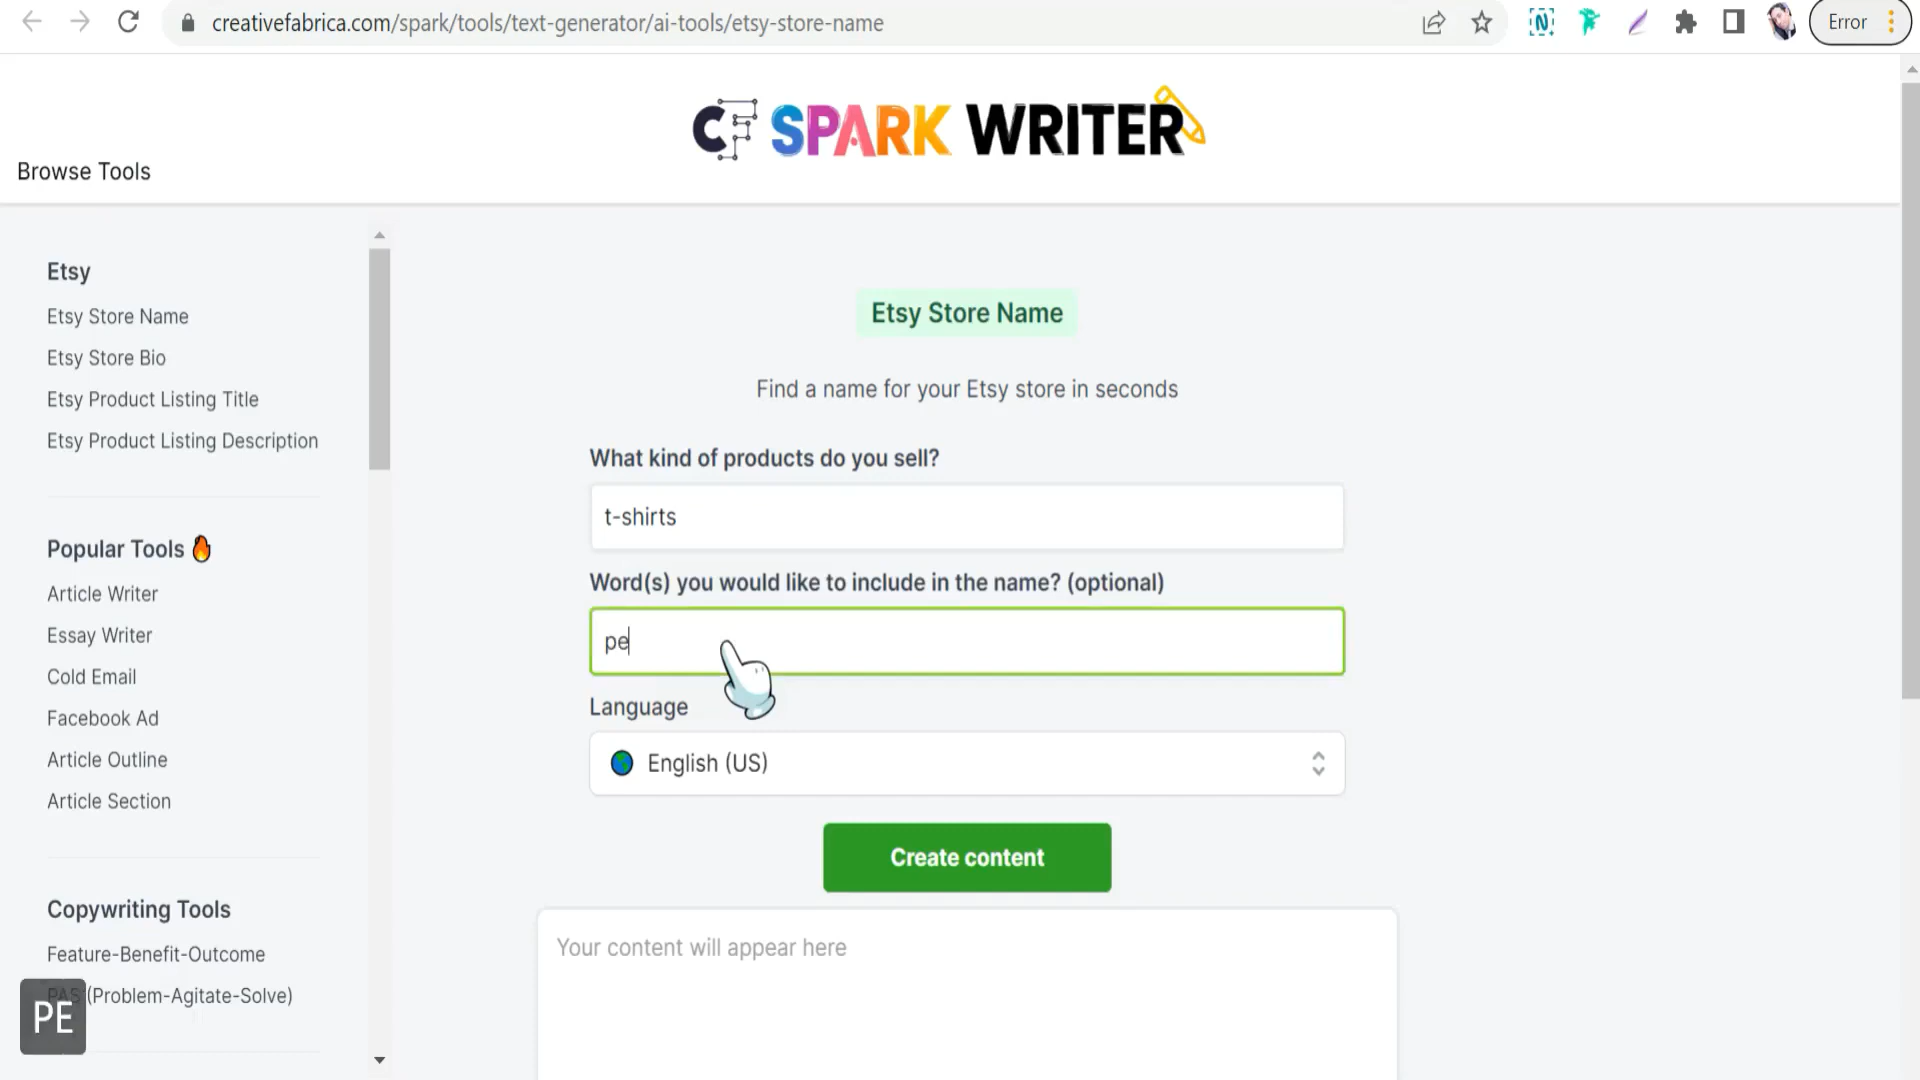 creativefabrica.com/spark/tools/text-generator/ai-tools/etsy-store-name
Error
CF SPARK WRITER
Browse Tools
Etsy
Etsy Store Name
Etsy Store Bio
Etsy Product Listing Title
Etsy Product Listing Description
Popular Tools 🔥
Article Writer
Essay Writer
Cold Email
Facebook Ad
Article Outline
Article Section
Copywriting Tools
Feature-Benefit-Outcome
PAS (Problem-Agitate-Solve)
PE
Etsy Store Name
Find a name for your Etsy store in seconds
What kind of products do you sell?
t-shirts
Word(s) you would like to include in the name? (optional)
pe
Language
English (US)
Create content
Your content will appear here